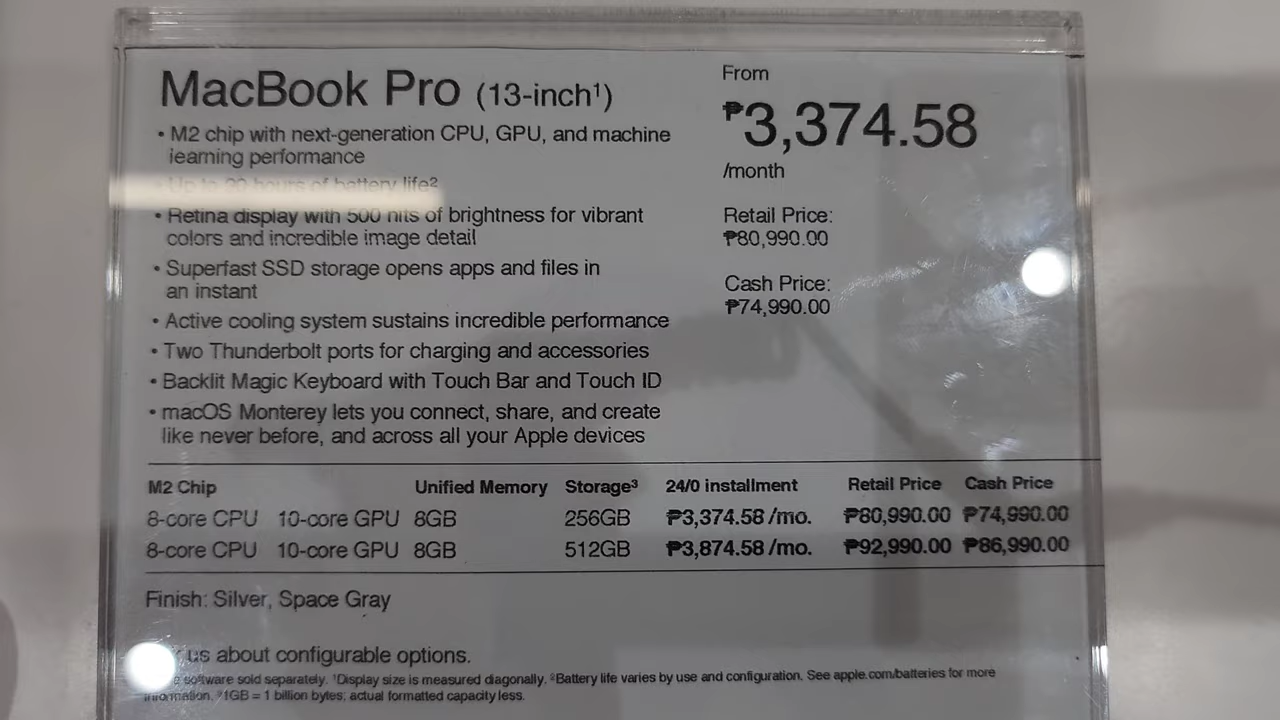 MacBook Pro (13-inch¹)
• M2 chip with next-generation CPU, GPU, and machine
learning performance
• Up to 20 hours of battery life²
• Retina display with 500 nits of brightness for vibrant
colors and incredible image detail
• Superfast SSD storage opens apps and files in
an instant
• Active cooling system sustains incredible performance
• Two Thunderbolt ports for charging and accessories
• Backlit Magic Keyboard with Touch Bar and Touch ID
• macOS Monterey lets you connect, share, and create
like never before, and across all your Apple devices
From
₱3,374.58
/month
Retail Price:
₱80,990.00
Cash Price:
₱74,990.00
M2 Chip Unified Memory Storage³ 24/0 installment Retail Price Cash Price
8-core CPU 10-core GPU 8GB 256GB ₱3,374.58 /mo. ₱80,990.00 ₱74,990.00
8-core CPU 10-core GPU 8GB 512GB ₱3,874.58 /mo. ₱92,990.00 ₱86,990.00
Finish: Silver, Space Gray
us about configurable options.
software sold separately. ¹Display size is measured diagonally. ²Battery life varies by use and configuration. See apple.com/batteries for more
information. ³1GB = 1 billion bytes; actual formatted capacity less.